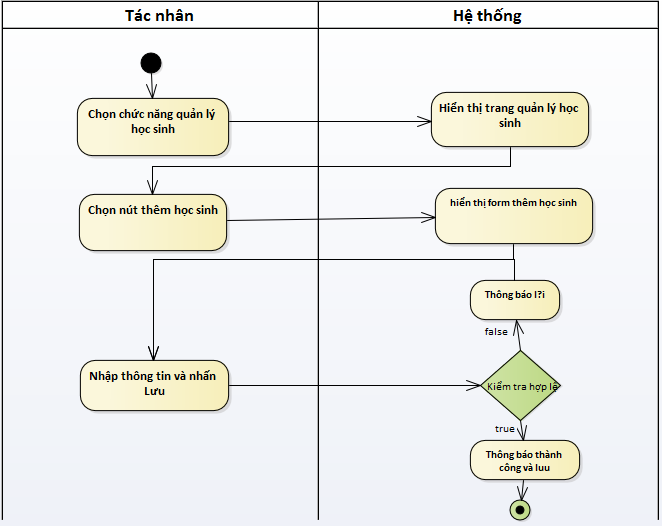 Tác nhân
Hệ thống
Chọn chức năng quản lý
học sinh
Hiển thị trang quản lý học
sinh
Chọn nút thêm học sinh
hiển thị form thêm học sinh
Thông báo l?i
false
Nhập thông tin và nhấn
Lưu
Kiểm tra hợp lệ
true
Thông báo thành
công và luu